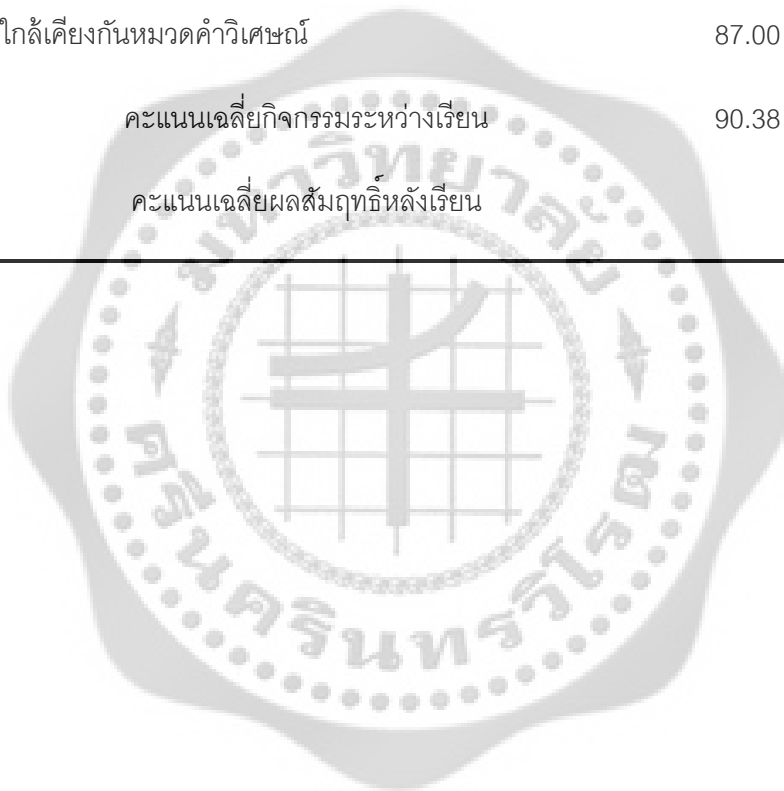 ใกล้เคียงกันหมวดคำวิเศษณ์ 87.00
คะแนนเฉลี่ยกิจกรรมระหว่างเรียน 90.38
คะแนนเฉลี่ยผลสัมฤทธิ์หลังเรียน
มหาวิทยาลัย
ศรีนครินทรวิโรฒ